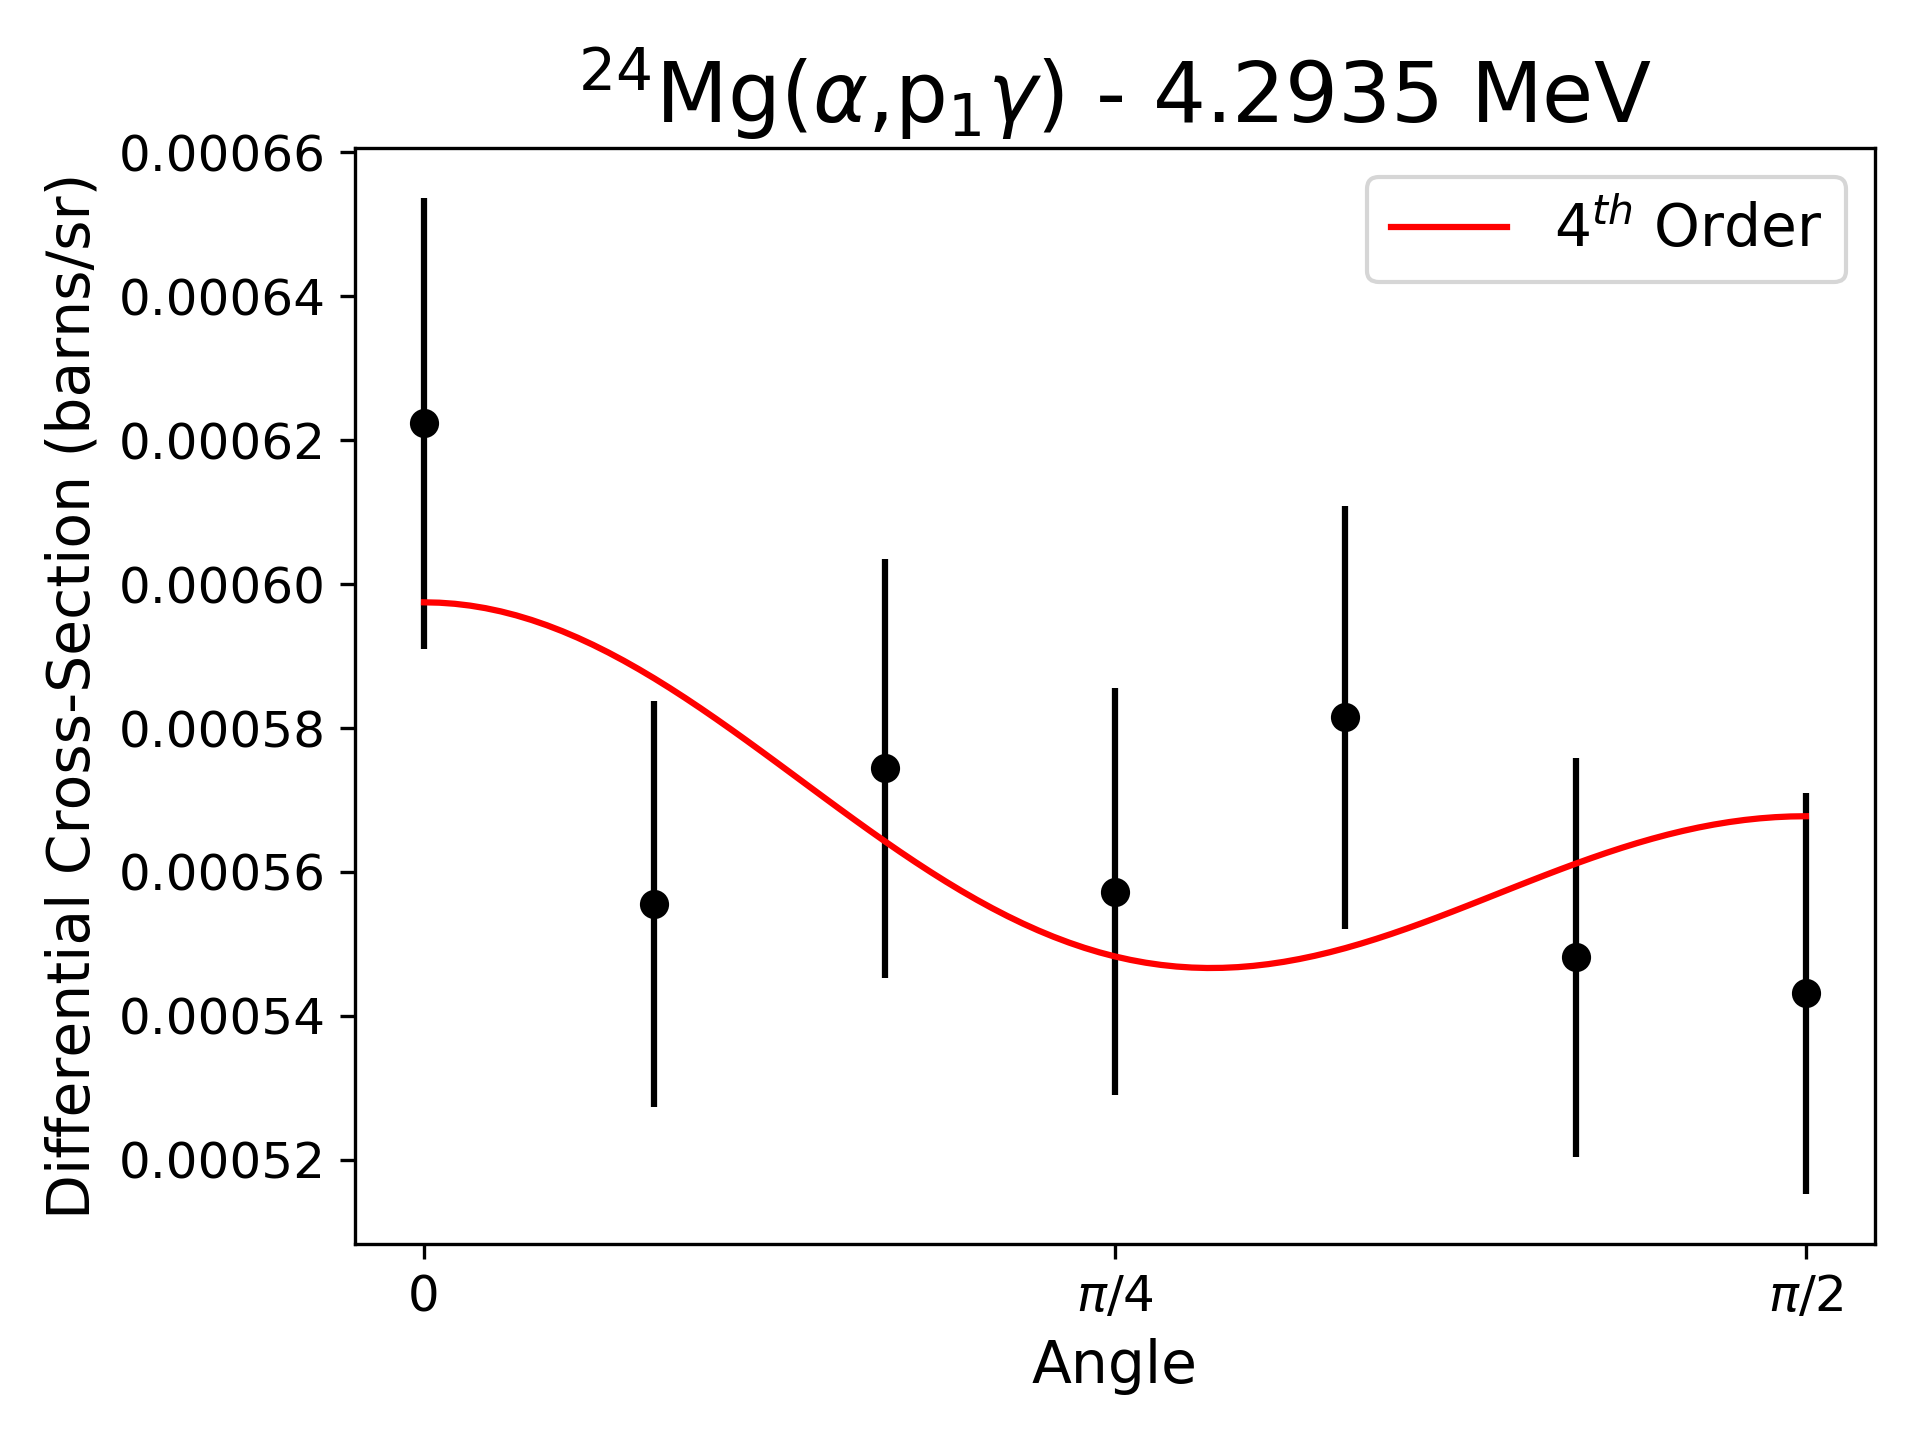 ²⁴Mg(α,p₁γ) - 4.2935 MeV
4ᵗʰ Order
Differential Cross-Section (barns/sr)
0.00066
0.00064
0.00062
0.00060
0.00058
0.00056
0.00054
0.00052
0
π/4
π/2
Angle